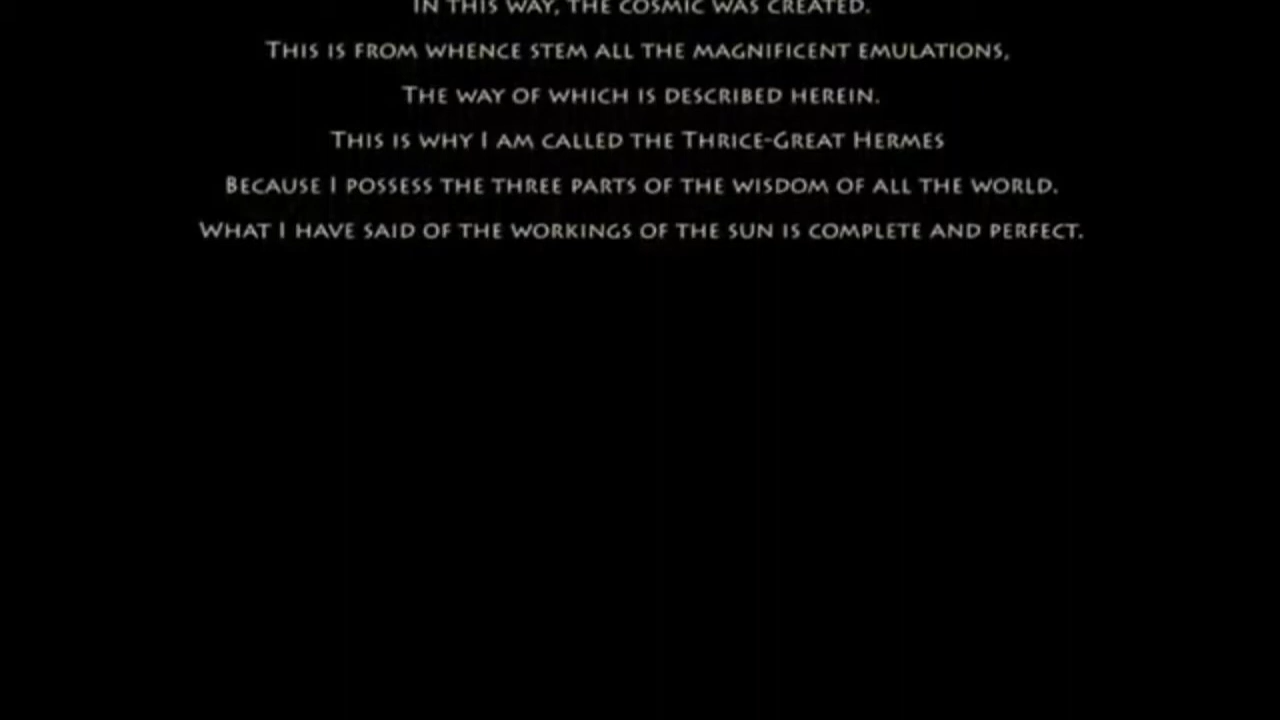 In this way, the cosmic was created.
This is from whence stem all the magnificent emulations,
The way of which is described herein.
This is why I am called the Thrice-Great Hermes
Because I possess the three parts of the wisdom of all the world.
What I have said of the workings of the sun is complete and perfect.